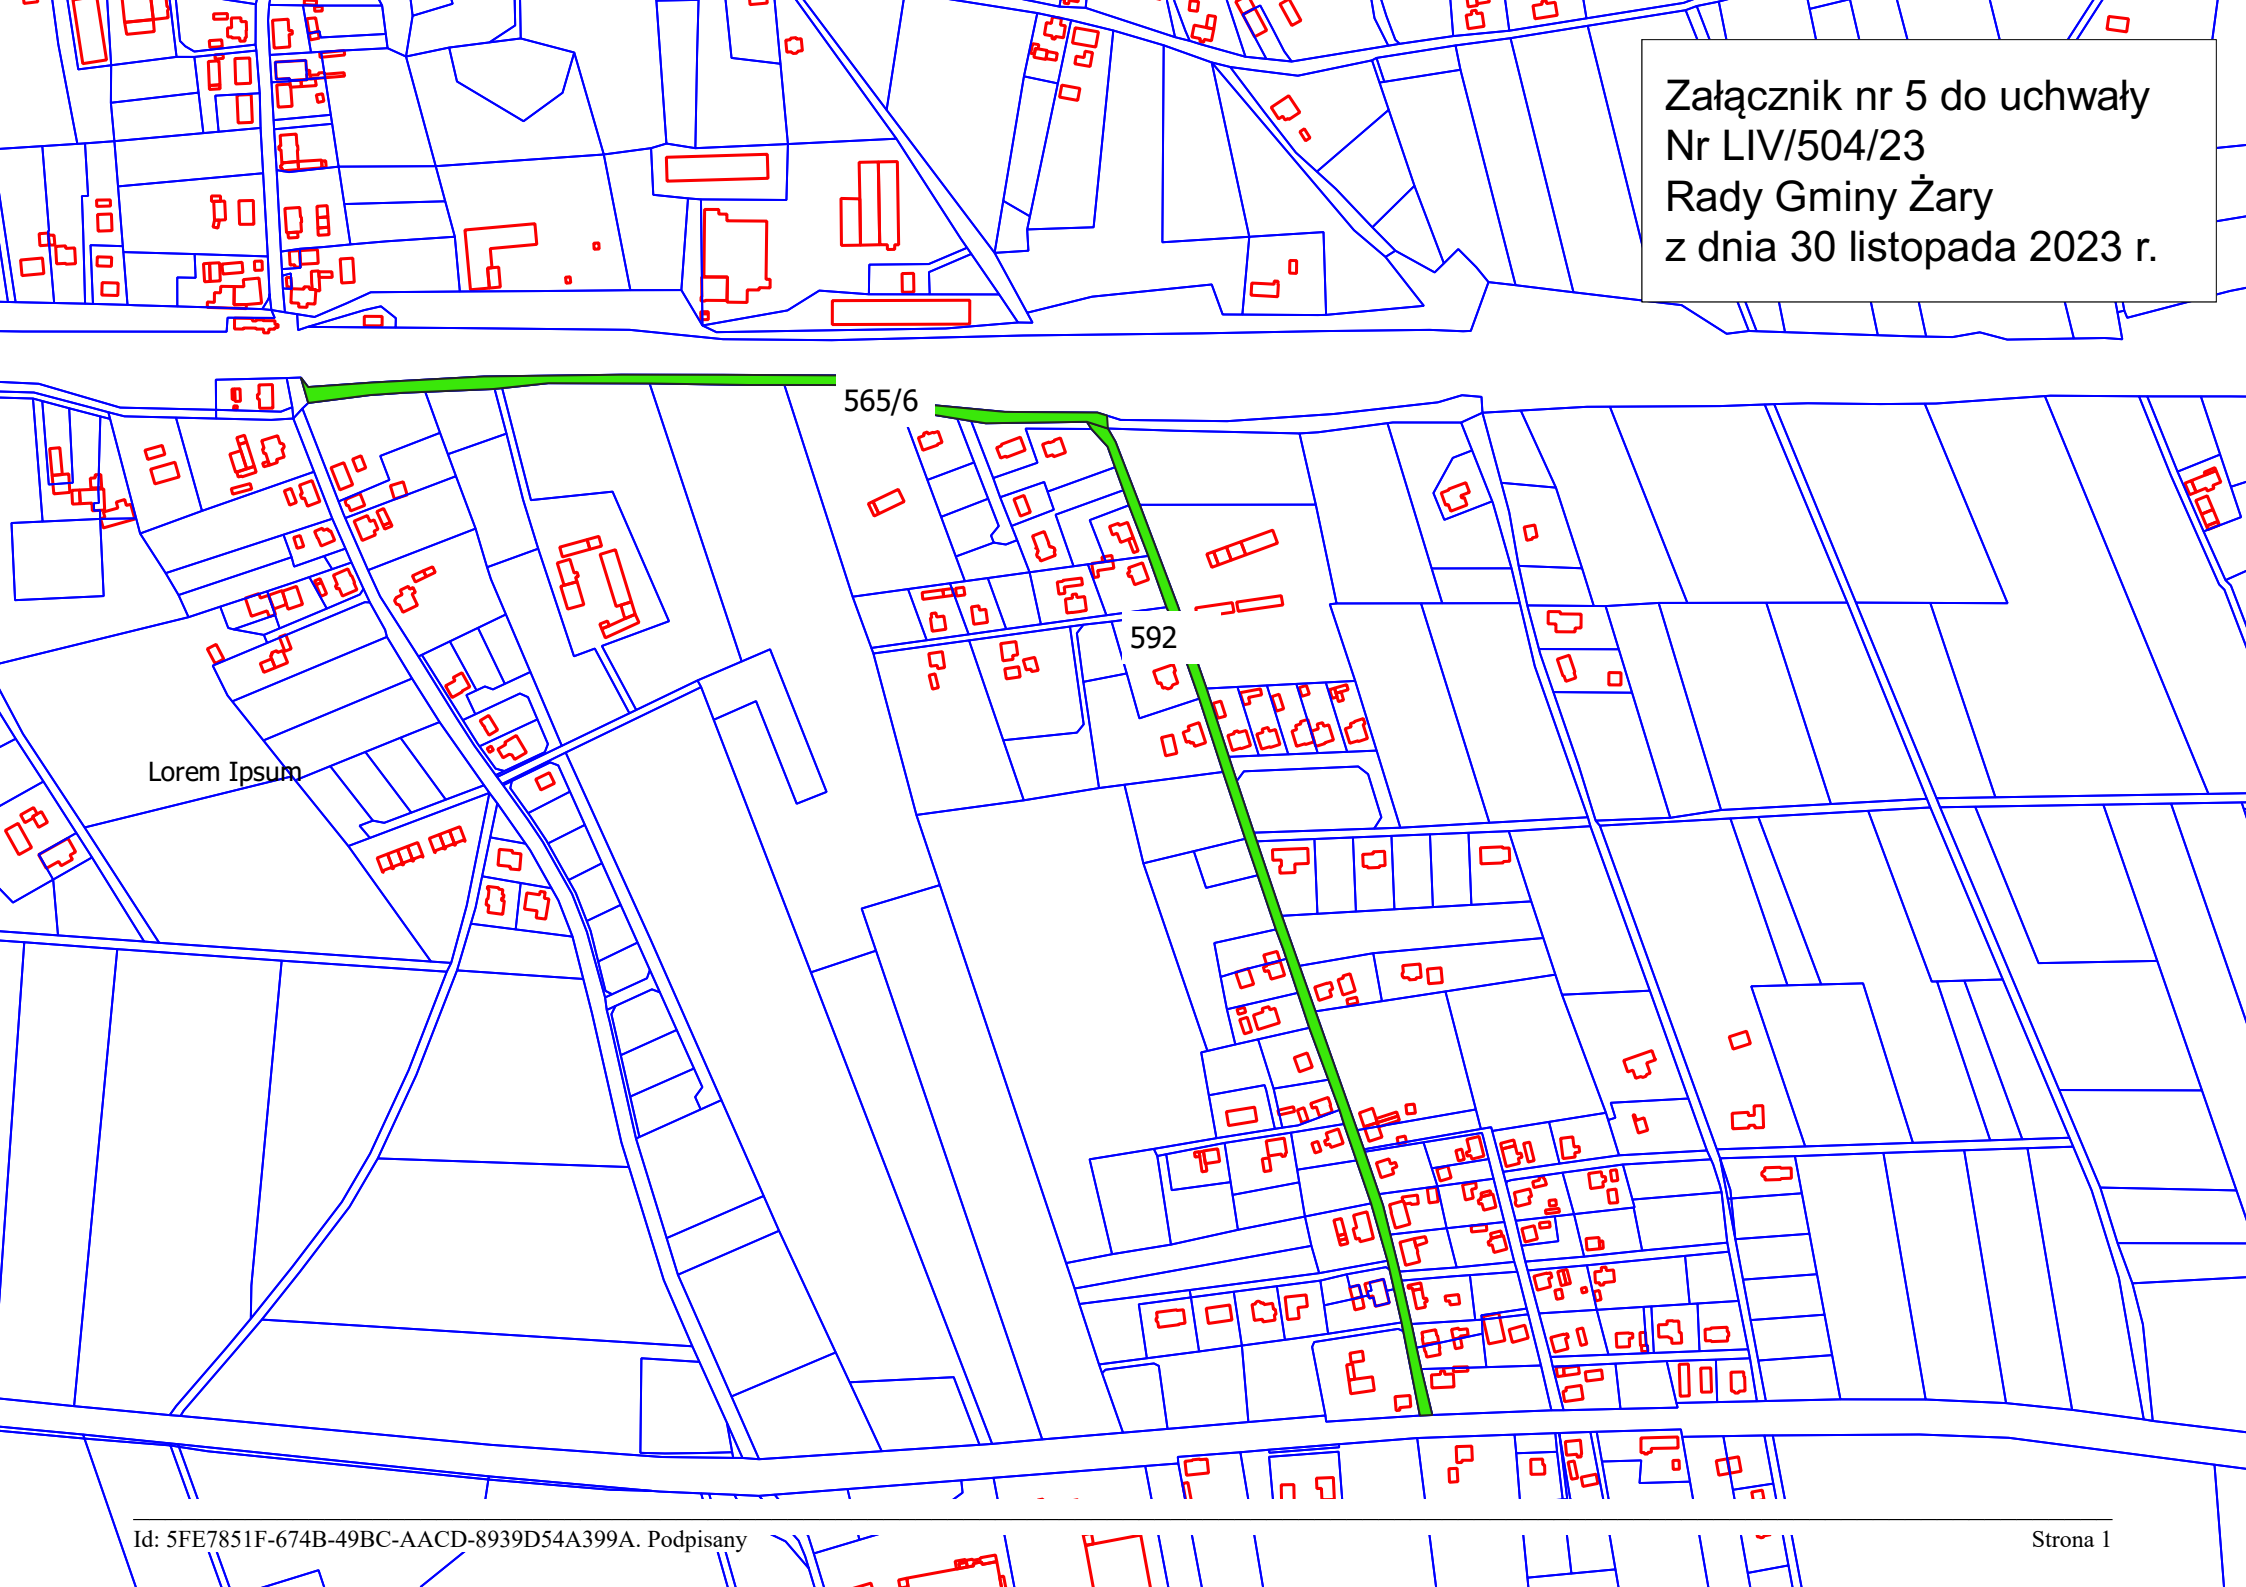 Załącznik nr 5 do uchwały
Nr LIV/504/23
Rady Gminy Żary
z dnia 30 listopada 2023 r.
565/6
592
Lorem Ipsum
Id: 5FE7851F-674B-49BC-AACD-8939D54A399A. Podpisany
Strona 1